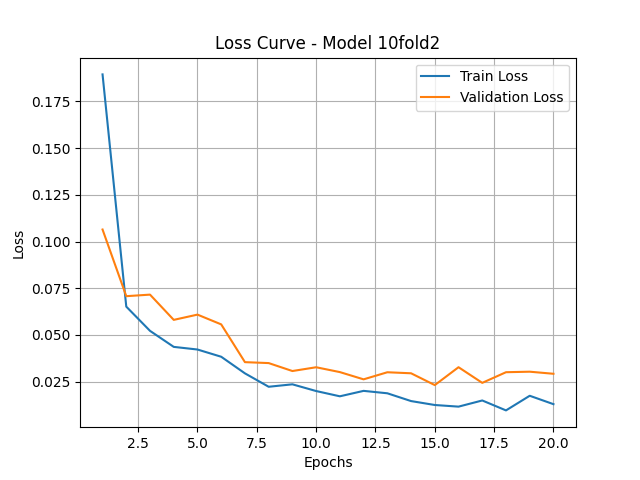 Loss Curve - Model 10fold2
Train Loss
Validation Loss
0.175
0.150
0.125
0.100
0.075
0.050
0.025
Loss
2.5 5.0 7.5 10.0 12.5 15.0 17.5 20.0
Epochs